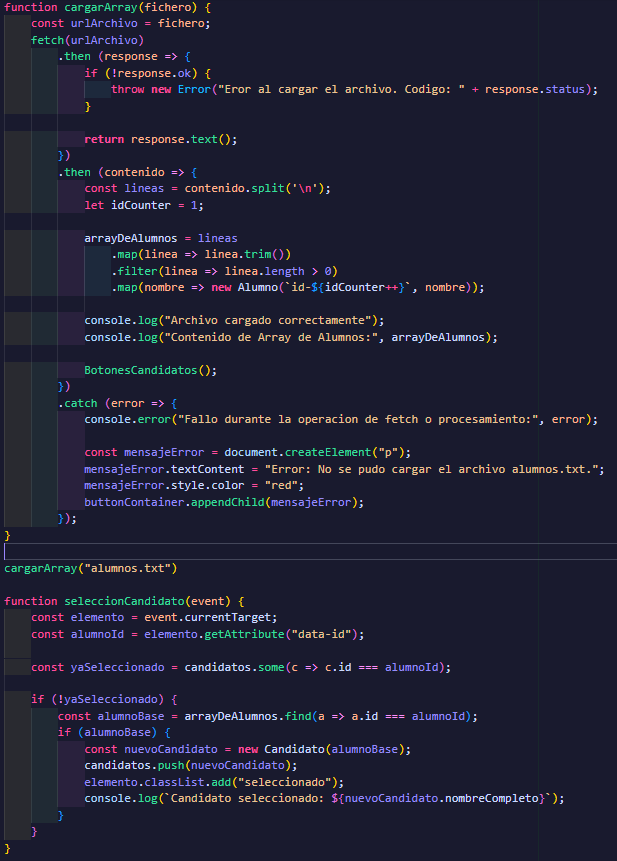 function cargarArray(fichero) {
    const urlArchivo = fichero;
    fetch(urlArchivo)
        .then (response => {
            if (!response.ok) {
                throw new Error("Eror al cargar el archivo. Codigo: " + response.status);
            }

            return response.text();
        })
        .then (contenido => {
            const lineas = contenido.split('\n');
            let idCounter = 1;

            arrayDeAlumnos = lineas
                .map(linea => linea.trim())
                .filter(linea => linea.length > 0)
                .map(nombre => new Alumno(`id-${idCounter++}`, nombre));

            console.log("Archivo cargado correctamente");
            console.log("Contenido de Array de Alumnos:", arrayDeAlumnos);

            BotonesCandidatos();
        })
        .catch (error => {
            console.error("Fallo durante la operacion de fetch o procesamiento:", error);

            const mensajeError = document.createElement("p");
            mensajeError.textContent = "Error: No se pudo cargar el archivo alumnos.txt.";
            mensajeError.style.color = "red";
            buttonContainer.appendChild(mensajeError);
        });
}

cargarArray("alumnos.txt")

function seleccionCandidato(event) {
    const elemento = event.currentTarget;
    const alumnoId = elemento.getAttribute("data-id");

    const yaSeleccionado = candidatos.some(c => c.id === alumnoId);

    if (!yaSeleccionado) {
        const alumnoBase = arrayDeAlumnos.find(a => a.id === alumnoId);
        if (alumnoBase) {
            const nuevoCandidato = new Candidato(alumnoBase);
            candidatos.push(nuevoCandidato);
            elemento.classList.add("seleccionado");
            console.log(`Candidato seleccionado: ${nuevoCandidato.nombreCompleto}`);
        }
    }
}